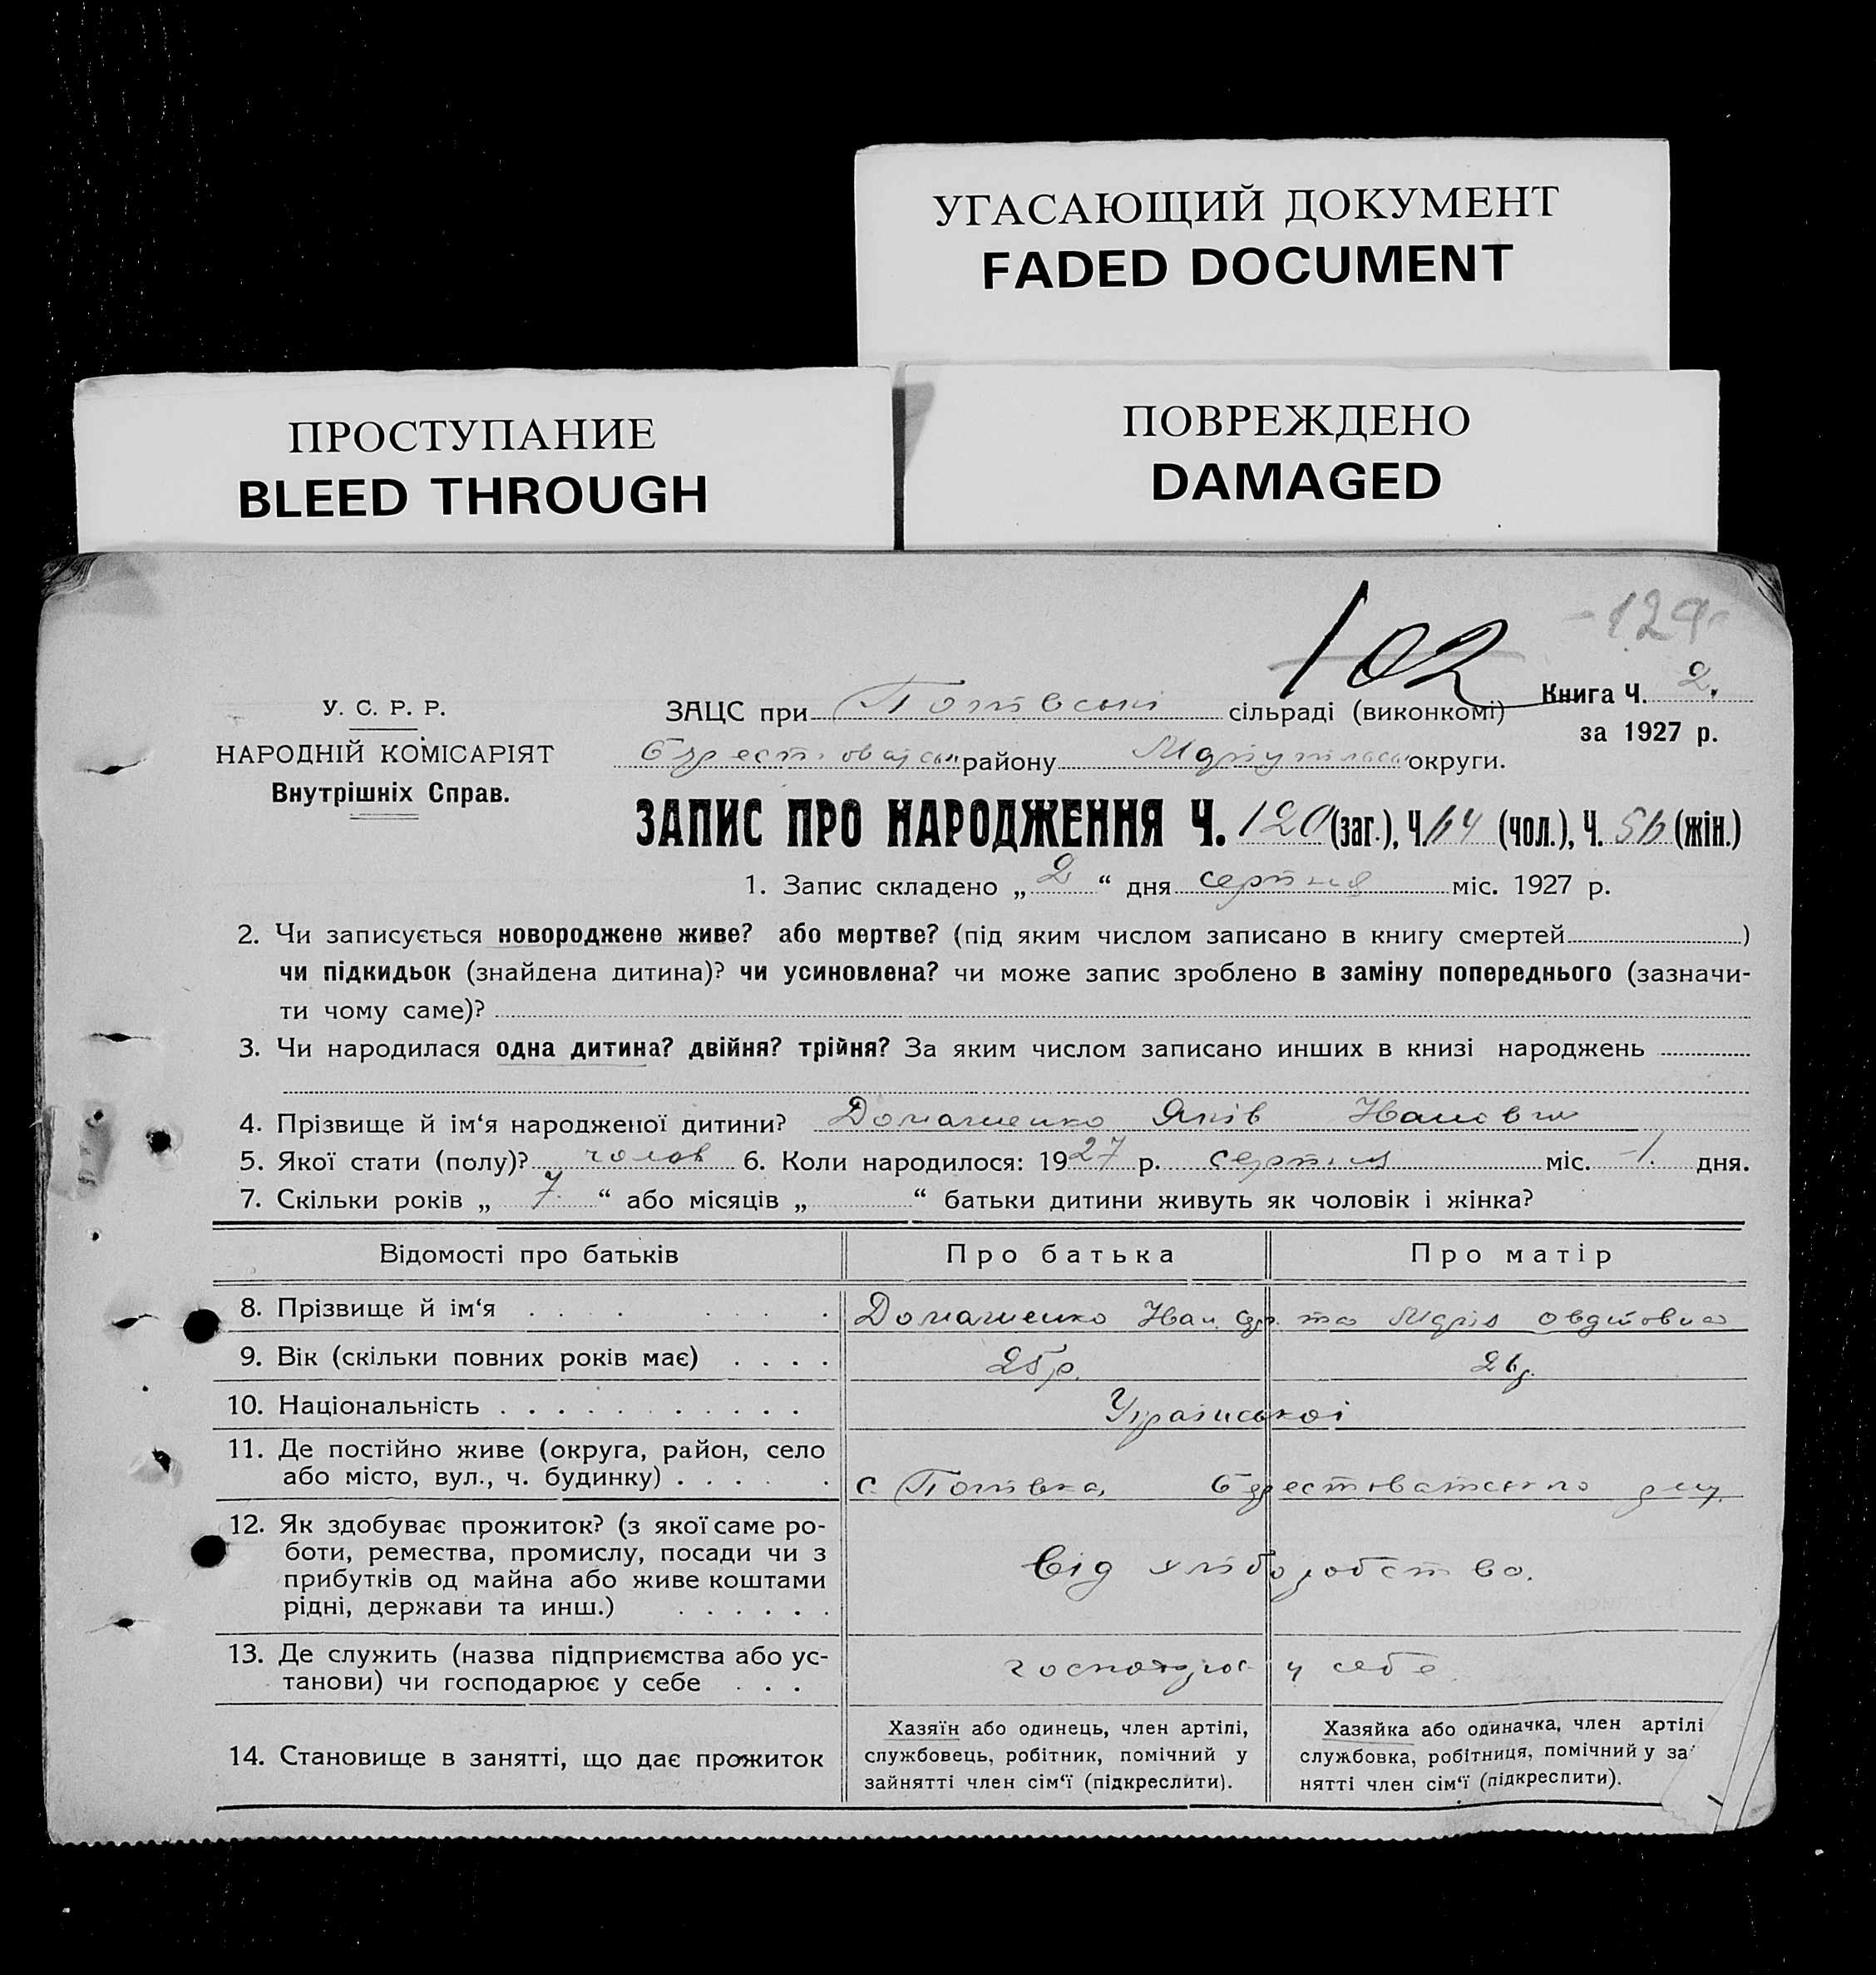 УГАСАЮЩИЙ ДОКУМЕНТ
FADED DOCUMENT
ПРОСТУПАНИЕ
BLEED THROUGH
ПОВРЕЖДЕНО
DAMAGED
102
Книга Ч. 2.
за 1927 р.
У. С. Р. Р.
НАРОДНІЙ КОМІСАРІЯТ
Внутрішніх Справ.
ЗАЦС при сільраді (виконкомі)
району округи.
ЗАПИС ПРО НАРОДЖЕННЯ Ч. 120 (заг.), Ч. 64 (чол.), Ч. 56 (жін.)
1. Запис складено „ 2 “ дня серпня міс. 1927 р.
2. Чи записується новороджене живе? або мертве? (під яким числом записано в книгу смертей )
чи підкидьок (знайдена дитина)? чи усиновлена? чи може запис зроблено в заміну попереднього (зазначи-
ти чому саме)?
3. Чи народилася одна дитина? двійня? трійня? За яким числом записано инших в книзі народжень
4. Прізвище й ім‘я народженої дитини? Домашенко Яків
5. Якої стати (полу)? чолов 6. Коли народилося: 1927 р. серпня міс. 1. дня.
7. Скільки років „ 7 “ або місяців „ “ батьки дитини живуть як чоловік і жінка?
Відомості про батьків Про батька Про матір
8. Прізвище й ім‘я . . . . . . . Домашенко Іван та Марія
9. Вік (скільки повних років має) . . . . 25 р. 26 р.
10. Національність . . . . . . . . . . . Української
11. Де постійно живе (округа, район, село
або місто, вул., ч. будинку) . . . . . с.
12. Як здобуває прожиток? (з якої саме ро-
боти, ремества, промислу, посади чи з
прибутків од майна або живе коштами
рідні, держави та инш.) . . . . . .
Від хліборобства.
13. Де служить (назва підприємства або ус-
танови) чи господарює у себе . . .
у себе
14. Становище в занятті, що дає прожиток
Хазяїн або одинець, член артілі,
службовець, робітник, помічний у
зайнятті член сім‘ї (підкреслити).
Хазяйка або одиначка, член артілі
службовка, робітниця, помічний у за
нятті член сім‘ї (підкреслити).